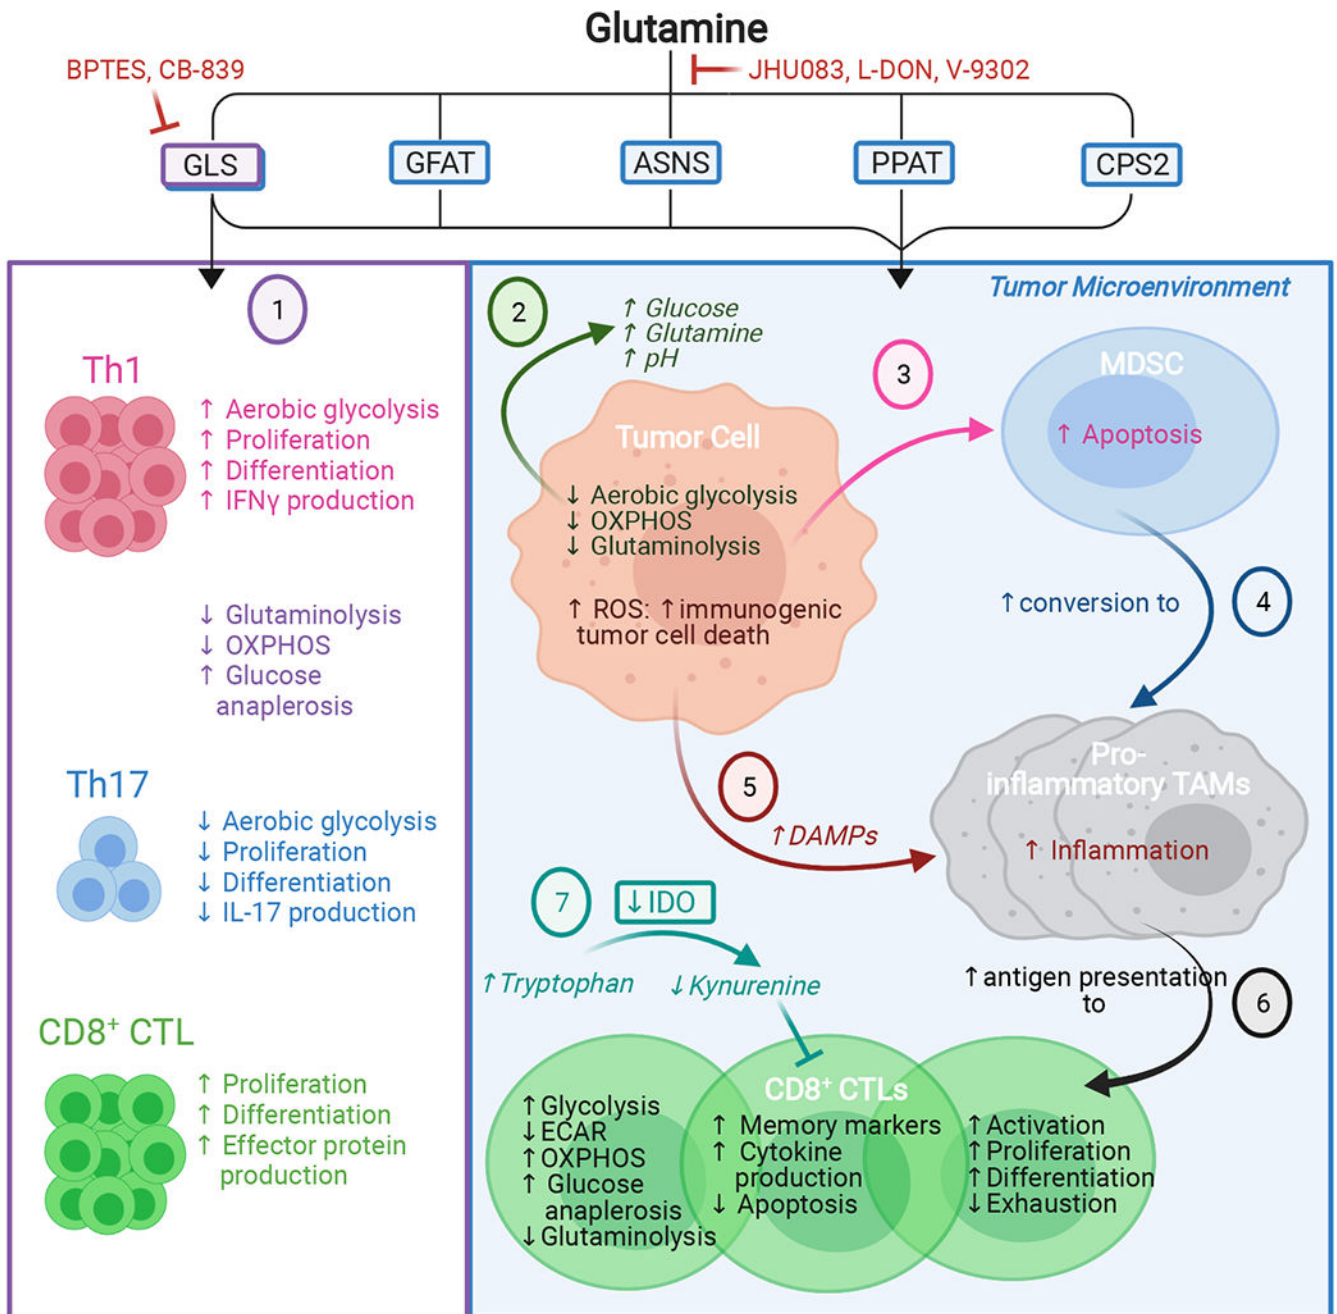 Glutamine
BPTES, CB-839
JHU083, L-DON, V-9302
GLS
GFAT
ASNS
PPAT
CPS2
1
Th1
↑ Aerobic glycolysis
↑ Proliferation
↑ Differentiation
↑ IFNγ production
↓ Glutaminolysis
↓ OXPHOS
↑ Glucose
anaplerosis
Th17
↓ Aerobic glycolysis
↓ Proliferation
↓ Differentiation
↓ IL-17 production
CD8⁺ CTL
↑ Proliferation
↑ Differentiation
↑ Effector protein
production
Tumor Microenvironment
2
↑ Glucose
↑ Glutamine
↑ pH
Tumor Cell
↓ Aerobic glycolysis
↓ OXPHOS
↓ Glutaminolysis
↑ ROS: ↑ immunogenic
tumor cell death
3
MDSC
↑ Apoptosis
↑ conversion to
4
Pro-
inflammatory TAMs
↑ Inflammation
5
↑ DAMPs
7
↓ IDO
↑ Tryptophan
↓ Kynurenine
↑ antigen presentation
to
6
CD8⁺ CTLs
↑ Glycolysis
↓ ECAR
↑ OXPHOS
↑ Glucose
anaplerosis
↓ Glutaminolysis
↑ Memory markers
↑ Cytokine
production
↓ Apoptosis
↑ Activation
↑ Proliferation
↑ Differentiation
↓ Exhaustion